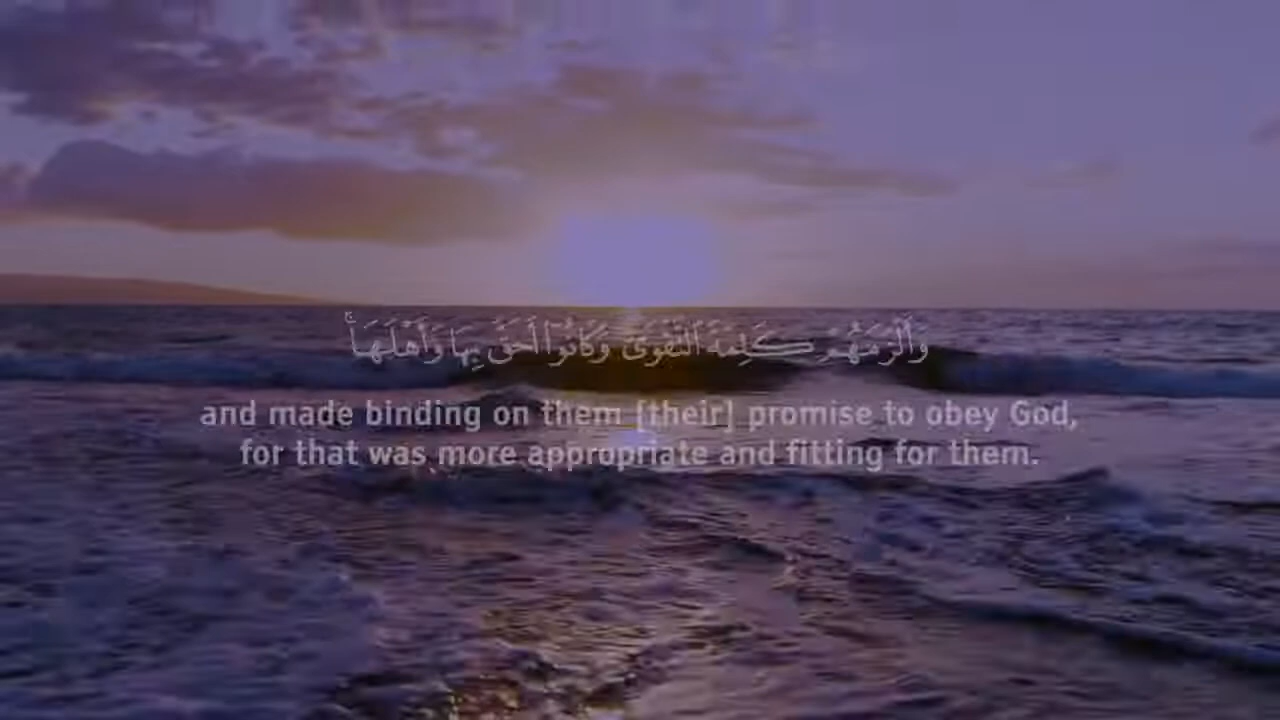 وَأَلْزَمَهُمْ كَلِمَةَ ٱلتَّقْوَىٰ وَكَانُوٓا۟ أَحَقَّ بِهَا وَأَهْلَهَا ۚ
and made binding on them [their] promise to obey God,
for that was more appropriate and fitting for them.